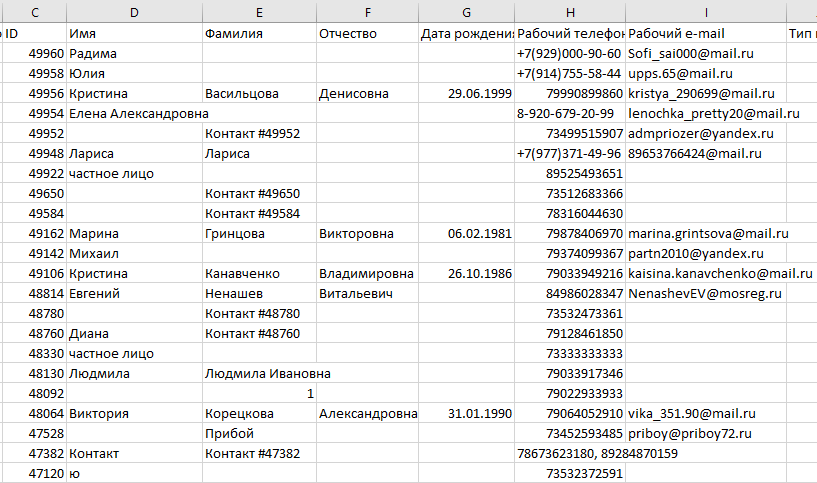 C D E F G H I
ID Имя Фамилия Отчество Дата рождени Рабочий телефон Рабочий e-mail Тип
49960 Радима +7(929)000-90-60 Sofi_sai000@mail.ru
49958 Юлия +7(914)755-58-44 upps.65@mail.ru
49956 Кристина Васильцова Денисовна 29.06.1999 79990899860 kristya_290699@mail.ru
49954 Елена Александровна 8-920-679-20-99 lenochka_pretty20@mail.ru
49952 Контакт #49952 73499515907 admpriozer@yandex.ru
49948 Лариса Лариса +7(977)371-49-96 89653766424@mail.ru
49922 частное лицо 89525493651
49650 Контакт #49650 73512683366
49584 Контакт #49584 78316044630
49162 Марина Гринцова Викторовна 06.02.1981 79878406970 marina.grintsova@mail.ru
49142 Михаил 79374099367 partn2010@yandex.ru
49106 Кристина Канавченко Владимировна 26.10.1986 79033949216 kaisina.kanavchenko@mail.ru
48814 Евгений Ненашев Витальевич 84986028347 NenashevEV@mosreg.ru
48780 Контакт #48780 73532473361
48760 Диана Контакт #48760 79128461850
48330 частное лицо 73333333333
48130 Людмила Людмила Ивановна 79033917346
48092 1 79022933933
48064 Виктория Корецкова Александровна 31.01.1990 79064052910 vika_351.90@mail.ru
47528 Прибой 73452593485 priboy@priboy72.ru
47382 Контакт Контакт #47382 78673623180, 89284870159
47120 ю 73532372591